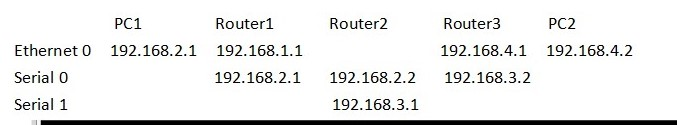 PC1 Router1 Router2 Router3 PC2
Ethernet 0 192.168.2.1 192.168.1.1 192.168.4.1 192.168.4.2
Serial 0 192.168.2.1 192.168.2.2 192.168.3.2
Serial 1 192.168.3.1